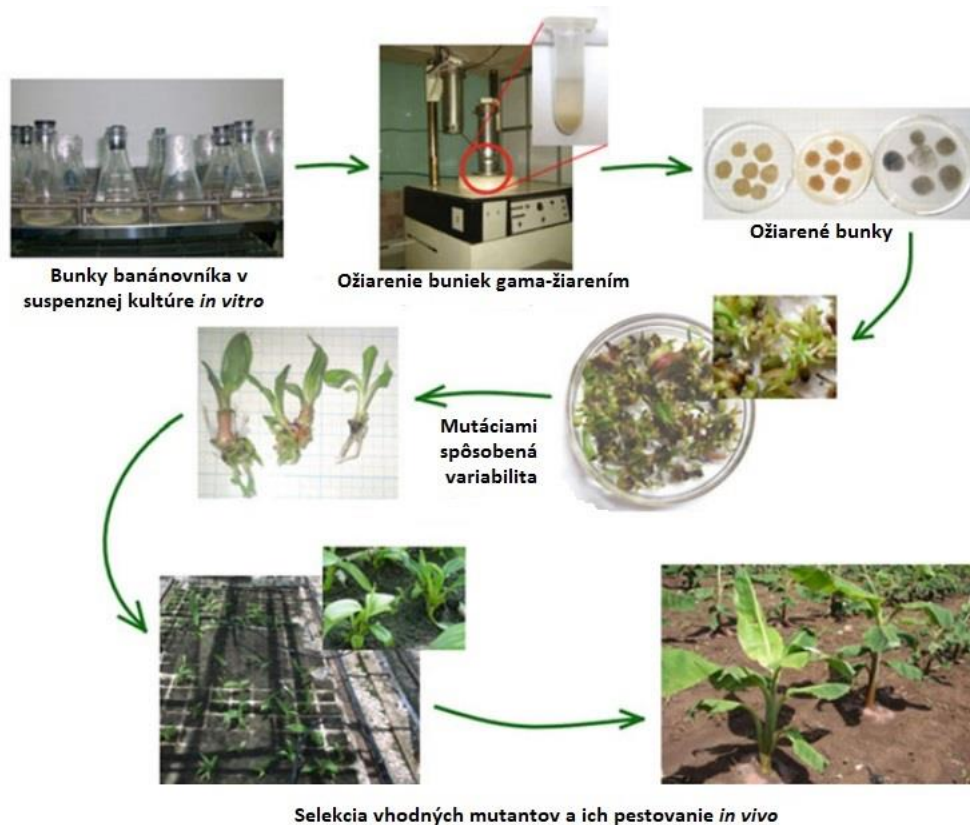 Bunky banánovníka v
suspenznej kultúre in vitro
Ožiarenie buniek gama-žiarením
Ožiarené bunky
Mutáciami
spôsobená
variabilita
Selekcia vhodných mutantov a ich pestovanie in vivo